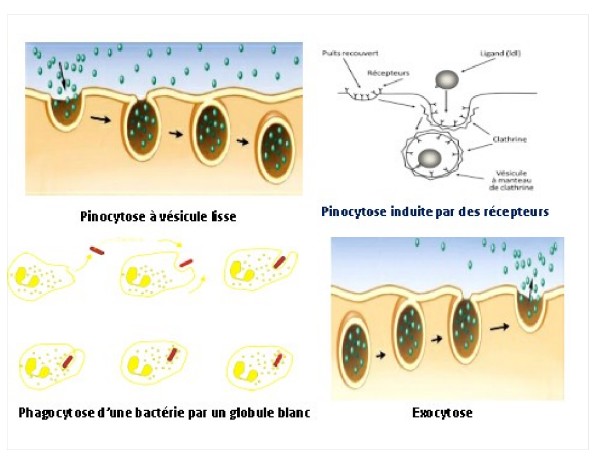 Puits recouvert
Ligand (ldl)
Récepteurs
Clathrine
Vésicule
à manteau
de clathrine
Pinocytose à vésicule lisse
Pinocytose induite par des récepteurs
Phagocytose d'une bactérie par un globule blanc
Exocytose